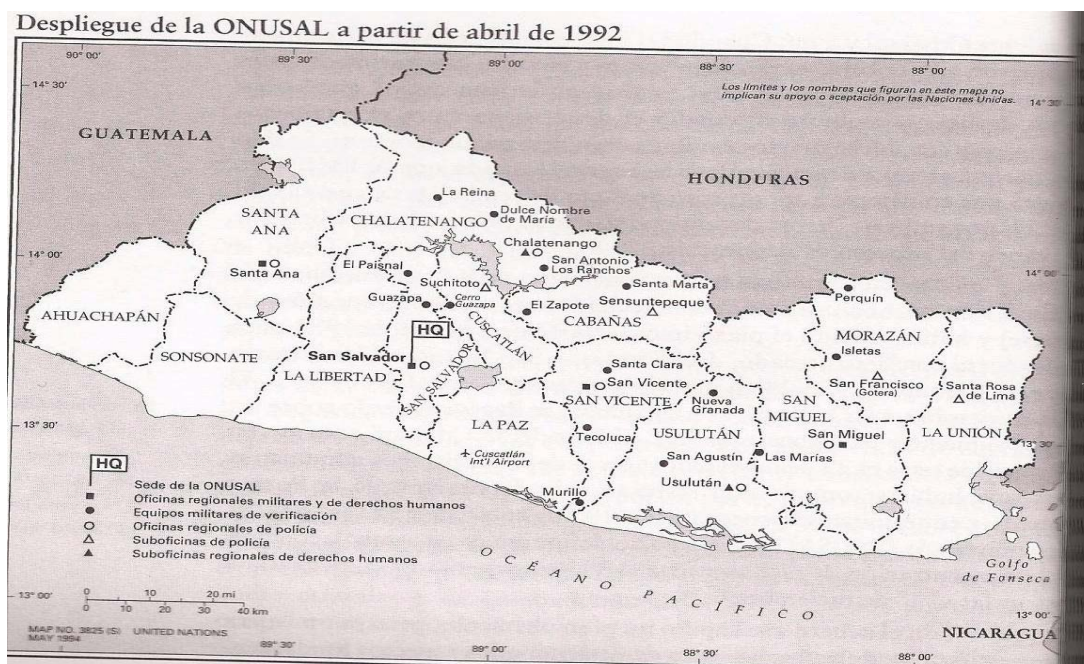 Despliegue de la ONUSAL a partir de abril de 1992
90° 00'
89° 30'
89° 00'
88° 30'
88° 00'
14° 30'
Los límites y los nombres que figuran en este mapa no
implican su apoyo o aceptación por las Naciones Unidas.
14° 30'
GUATEMALA
HONDURAS
La Reina
SANTA
ANA
CHALATENANGO
Dulce Nombre
de María
Chalatenango
14° 00'
San Antonio
Los Ranchos
14° 00'
El Paisnal
Santa Ana
Suchitoto
Santa Marta
Perquín
Guazapa
Cerro
Guazapa
El Zapote
Sensuntepeque
AHUACHAPÁN
CUSCATLÁN
CABAÑAS
HQ
MORAZÁN
SONSONATE
San Salvador
Isletas
LA LIBERTAD
SAN SALVADOR
Santa Clara
San Vicente
San Francisco
(Gotera)
Santa Rosa
de Lima
SAN VICENTE
Nueva
Granada
SAN
MIGUEL
13° 30'
LA PAZ
Tecoluca
USULUTÁN
San Miguel
LA UNIÓN
13° 30'
Cuscatlán
Int'l Airport
San Agustín
Las Marías
Usulután
Murillo
HQ
Sede de la ONUSAL
Oficinas regionales militares y de derechos humanos
Equipos militares de verificación
Oficinas regionales de policía
Suboficinas de policía
Suboficinas regionales de derechos humanos
OCÉANO PACÍFICO
Golfo
de Fonseca
13° 00'
0 10 20 mi
0 10 20 30 40 km
13° 00'
MAP NO. 3825 (S) UNITED NATIONS
MAY 1994
NICARAGUA
89° 30'
89° 00'
88° 30'
88° 00'